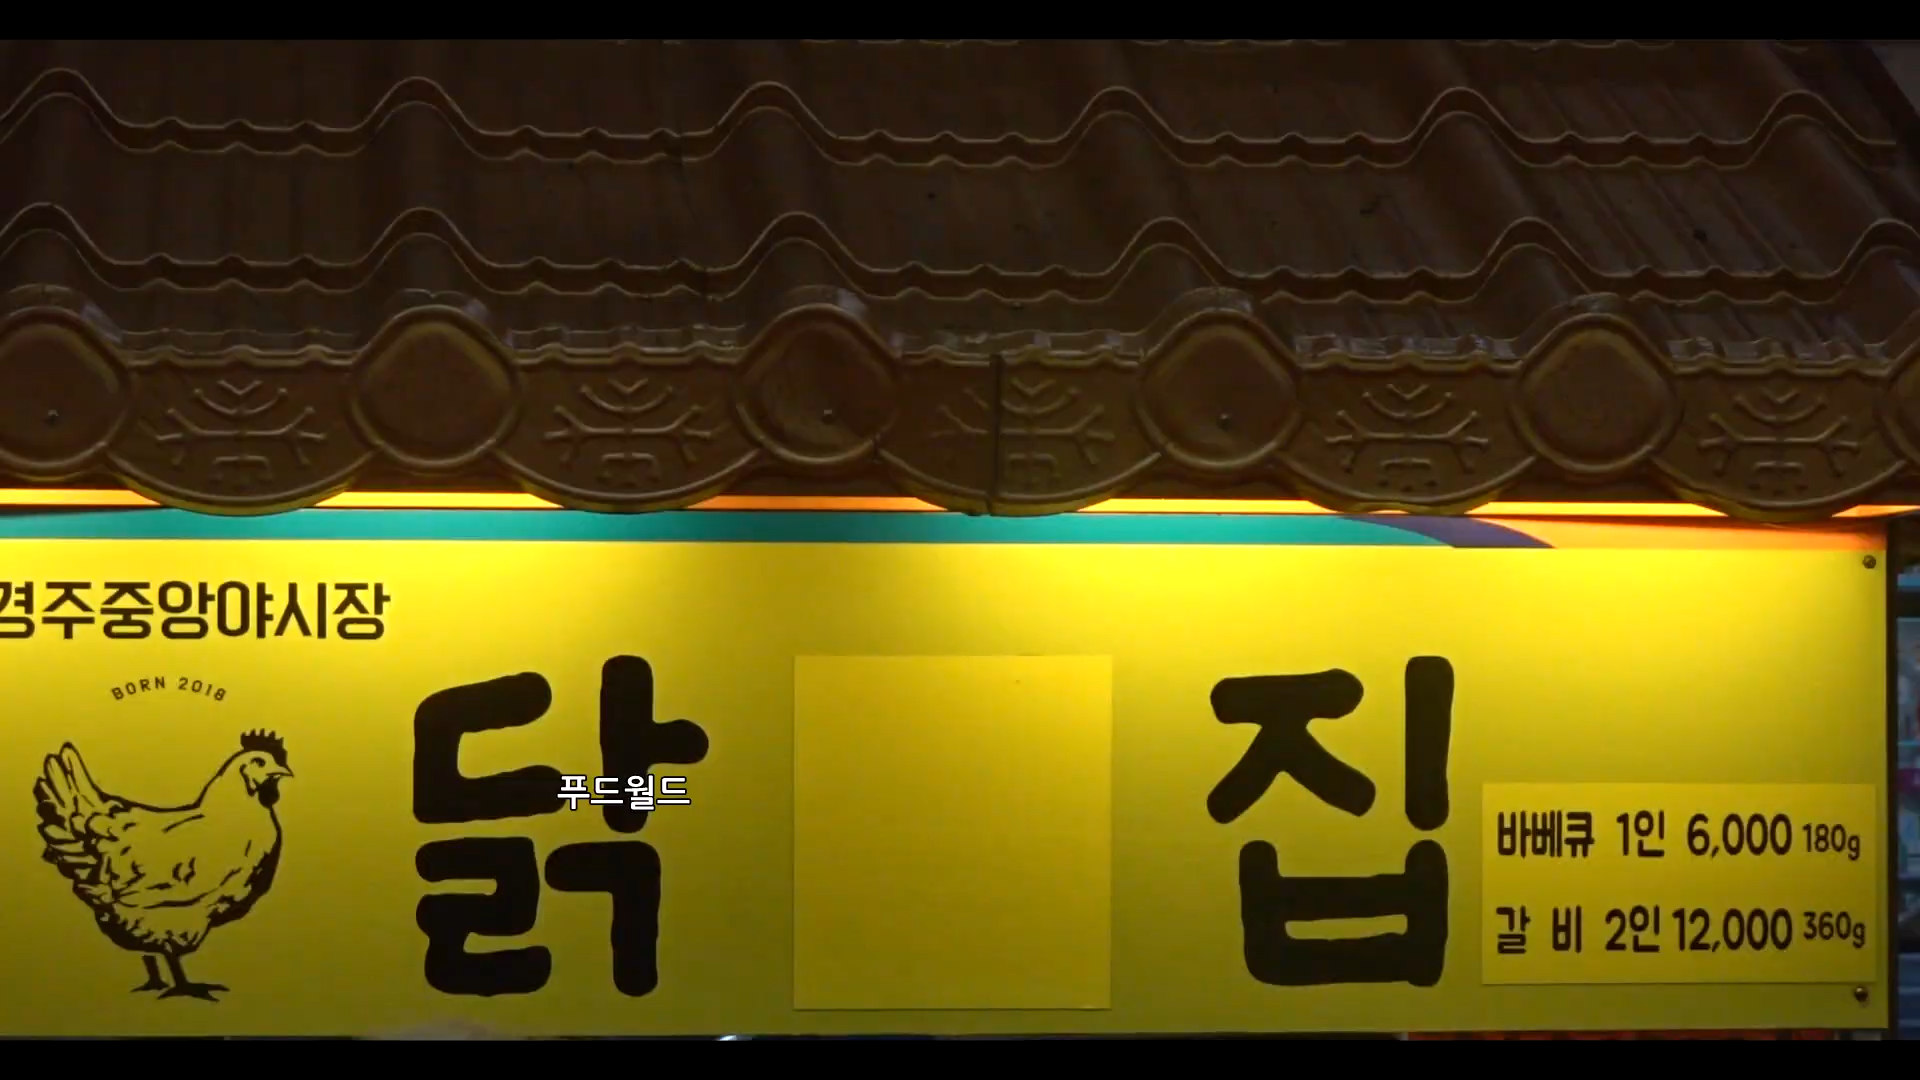 경주중앙야시장
BORN 2018
닭 집
푸드월드
바베큐 1인 6,000 180g
갈비 2인 12,000 360g